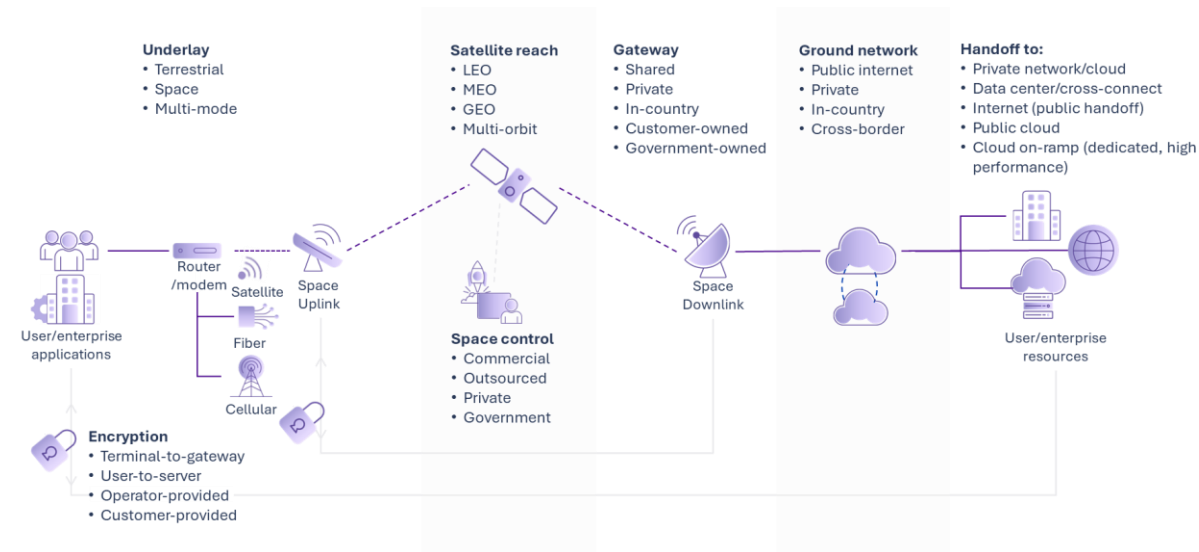 Underlay
• Terrestrial
• Space
• Multi-mode
Satellite reach
• LEO
• MEO
• GEO
• Multi-orbit
Gateway
• Shared
• Private
• In-country
• Customer-owned
• Government-owned
Ground network
• Public internet
• Private
• In-country
• Cross-border
Handoff to:
• Private network/cloud
• Data center/cross-connect
• Internet (public handoff)
• Public cloud
• Cloud on-ramp (dedicated, high
performance)
User/enterprise
applications
Router
/modem
Satellite
Fiber
Cellular
Space
Uplink
Space control
• Commercial
• Outsourced
• Private
• Government
Space
Downlink
User/enterprise
resources
Encryption
• Terminal-to-gateway
• User-to-server
• Operator-provided
• Customer-provided